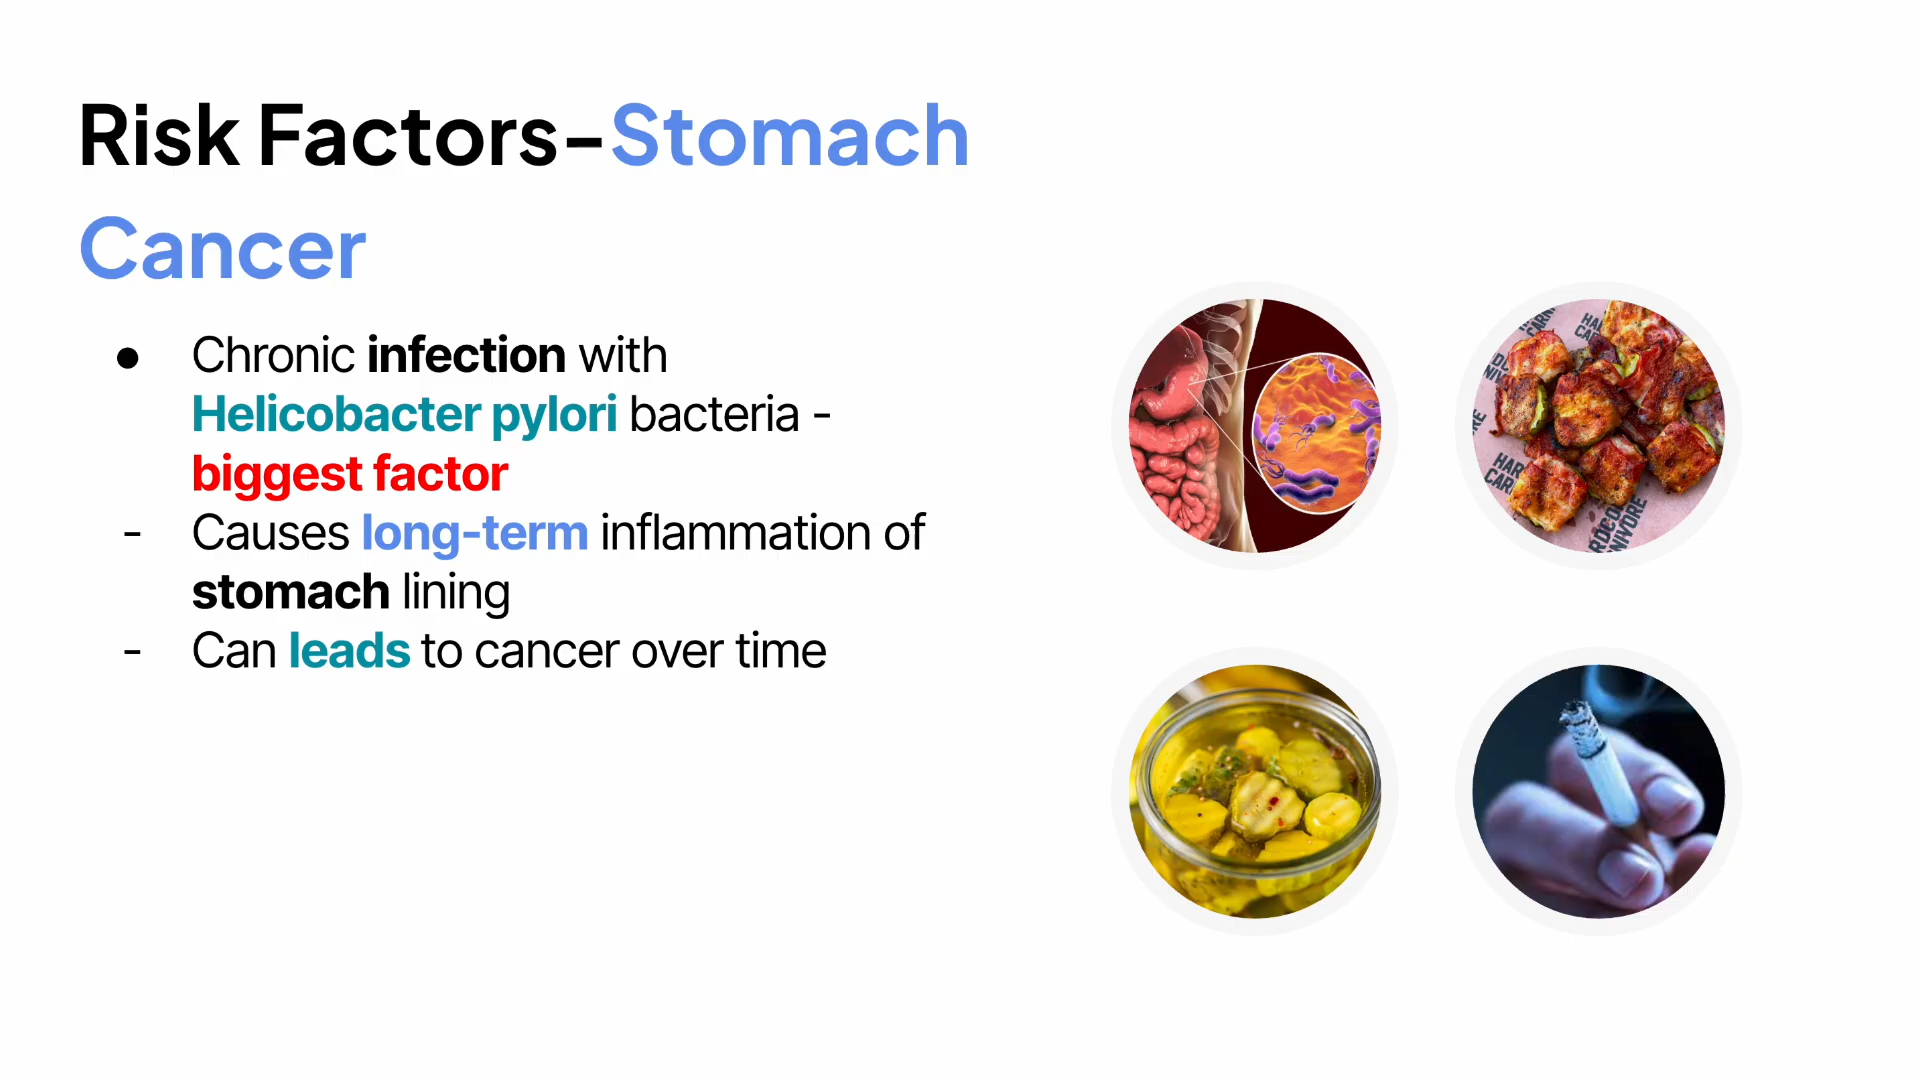 Risk Factors–Stomach
Cancer
● Chronic infection with
Helicobacter pylori bacteria -
biggest factor
- Causes long-term inflammation of
stomach lining
- Can leads to cancer over time